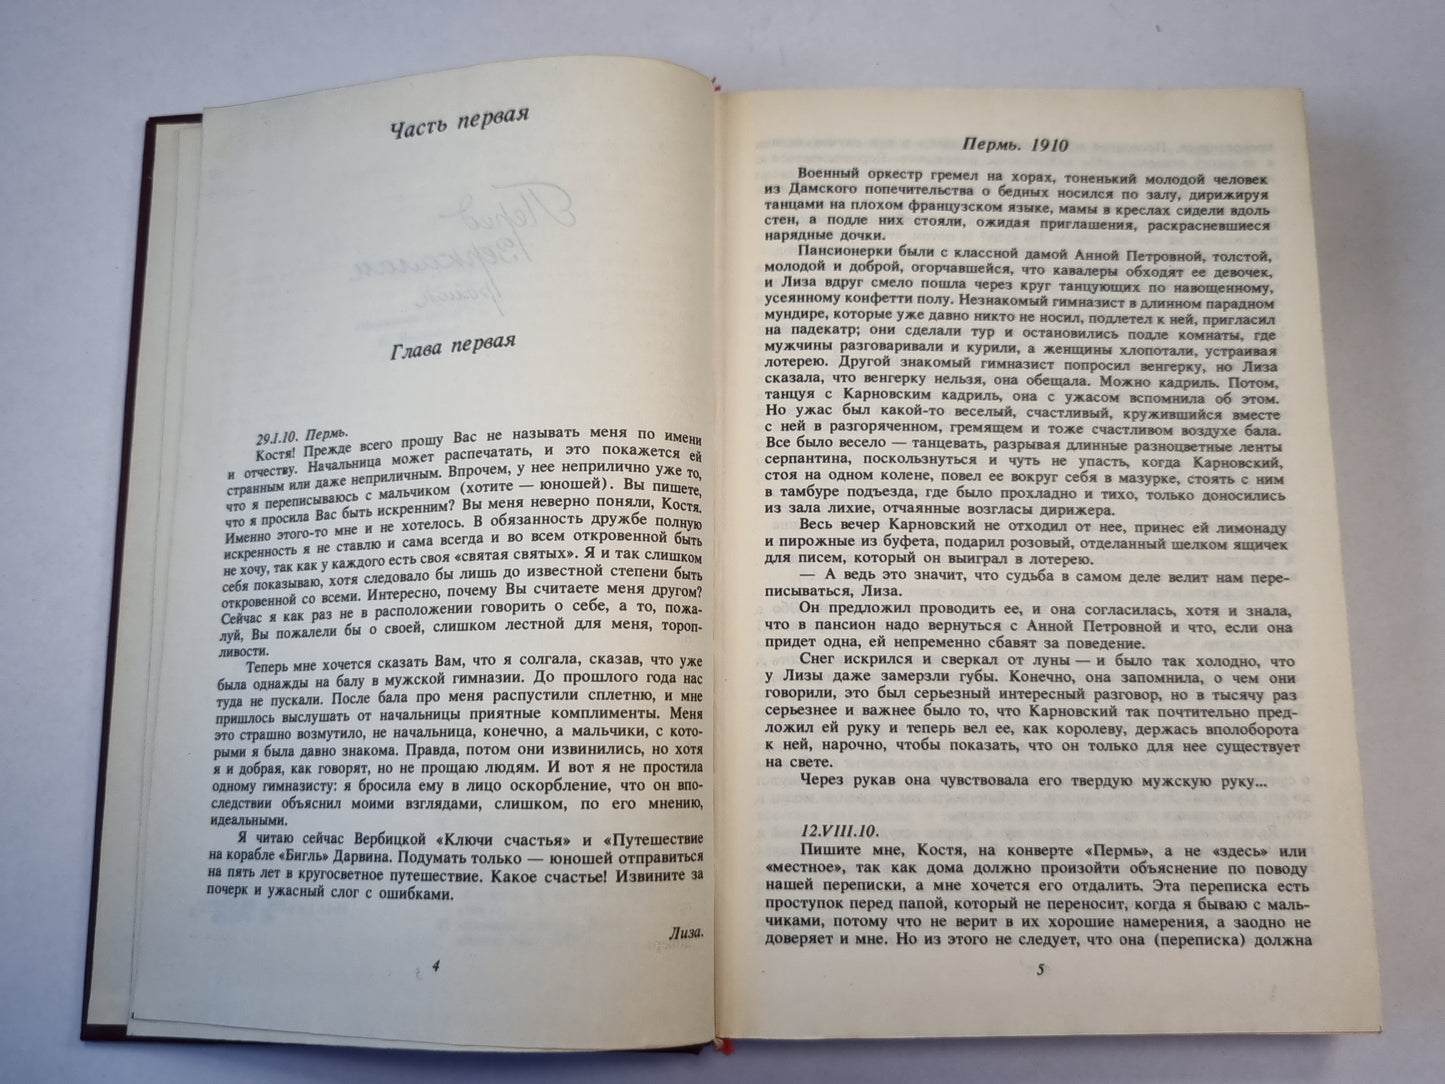 Часть первая
Перед
зеркалом
роман
Глава первая
29.I.10. Пермь.
Костя! Прежде всего прошу Вас не называть меня по имени
и отчеству. Начальница может распечатать, и это покажется ей
странным или даже неприличным. Впрочем, у нее неприлично уже то,
что я переписываюсь с мальчиком (хотите — юношей). Вы пишете,
что я просила Вас быть искренним? Вы меня неверно поняли, Костя.
Именно этого-то мне и не хотелось. В обязанность дружбе полную
искренность я не ставлю и сама всегда и во всем откровенной быть
не хочу, так как у каждого есть своя «святая святых». Я и так слишком
себя показываю, хотя следовало бы лишь до известной степени быть
откровенной со всеми. Интересно, почему Вы считаете меня другом?
Сейчас я как раз не в расположении говорить о себе, а то, пожа-
луй, Вы пожалели бы о своей, слишком лестной для меня, тороп-
ливости.
Теперь мне хочется сказать Вам, что я солгала, сказав, что уже
была однажды на балу в мужской гимназии. До прошлого года нас
туда не пускали. После бала про меня распустили сплетню, и мне
пришлось выслушать от начальницы приятные комплименты. Меня
это страшно возмутило, не начальница, конечно, а мальчики, с кото-
рыми я была давно знакома. Правда, потом они извинились, но хотя
я и добрая, как говорят, но не прощаю людям. И вот я не простила
одному гимназисту: я бросила ему в лицо оскорбление, что он впо-
следствии объяснил моими взглядами, слишком, по его мнению,
идеальными.
Я читаю сейчас Вербицкой «Ключи счастья» и «Путешествие
на корабле «Бигль» Дарвина. Подумать только — юношей отправиться
на пять лет в кругосветное путешествие. Какое счастье! Извините за
почерк и ужасный слог с ошибками.
Лиза.
4
Пермь. 1910
Военный оркестр гремел на хорах, тоненький молодой человек
из Дамского попечительства о бедных носился по залу, дирижируя
танцами на плохом французском языке, мамы в креслах сидели вдоль
стен, а подле них стояли, ожидая приглашения, раскрасневшиеся
нарядные дочки.
Пансионерки были с классной дамой Анной Петровной, толстой,
молодой и доброй, огорчавшейся, что кавалеры обходят ее девочек,
и Лиза вдруг смело пошла через круг танцующих по навощенному,
усеянному конфетти полу. Незнакомый гимназист в длинном парадном
мундире, которые уже давно никто не носил, подлетел к ней, пригласил
на падекатр; они сделали тур и остановились подле комнаты, где
мужчины разговаривали и курили, а женщины хлопотали, устраивая
лотерею. Другой знакомый гимназист попросил венгерку, но Лиза
сказала, что венгерку нельзя, она обещала. Можно кадриль. Потом,
танцуя с Карновским кадриль, она с ужасом вспомнила об этом.
Но ужас был какой-то веселый, счастливый, кружившийся вместе
с ней в разгоряченном, гремящем и тоже счастливом воздухе бала.
Все было весело — танцевать, разрывая длинные разноцветные ленты
серпантина, поскользнуться и чуть не упасть, когда Карновский,
стоя на одном колене, повел ее вокруг себя в мазурке, стоять с ним
в тамбуре подъезда, где было прохладно и тихо, только доносились
из зала лихие, отчаянные возгласы дирижера.
Весь вечер Карновский не отходил от нее, принес ей лимонаду
и пирожные из буфета, подарил розовый, отделанный шелком ящичек
для писем, который он выиграл в лотерею.
— А ведь это значит, что судьба в самом деле велит нам пере-
писываться, Лиза.
Он предложил проводить ее, и она согласилась, хотя и знала,
что в пансион надо вернуться с Анной Петровной и что, если она
придет одна, ей непременно сбавят за поведение.
Снег искрился и сверкал от луны — и было так холодно, что
у Лизы даже замерзли губы. Конечно, она запомнила, о чем они
говорили, это был серьезный интересный разговор, но в тысячу раз
серьезнее и важнее было то, что Карновский так почтительно пред-
ложил ей руку и теперь вел ее, как королеву, держась вполоборота
к ней, нарочно, чтобы показать, что он только для нее существует
на свете.
Через рукав она чувствовала его твердую мужскую руку...
12.VIII.10.
Пишите мне, Костя, на конверте «Пермь», а не «здесь» или
«местное», так как дома должно произойти объяснение по поводу
нашей переписки, а мне хочется его отдалить. Эта переписка есть
проступок перед папой, который не переносит, когда я бываю с маль-
чиками, потому что не верит в их хорошие намерения, а заодно не
доверяет и мне. Но из этого не следует, что она (переписка) должна
5